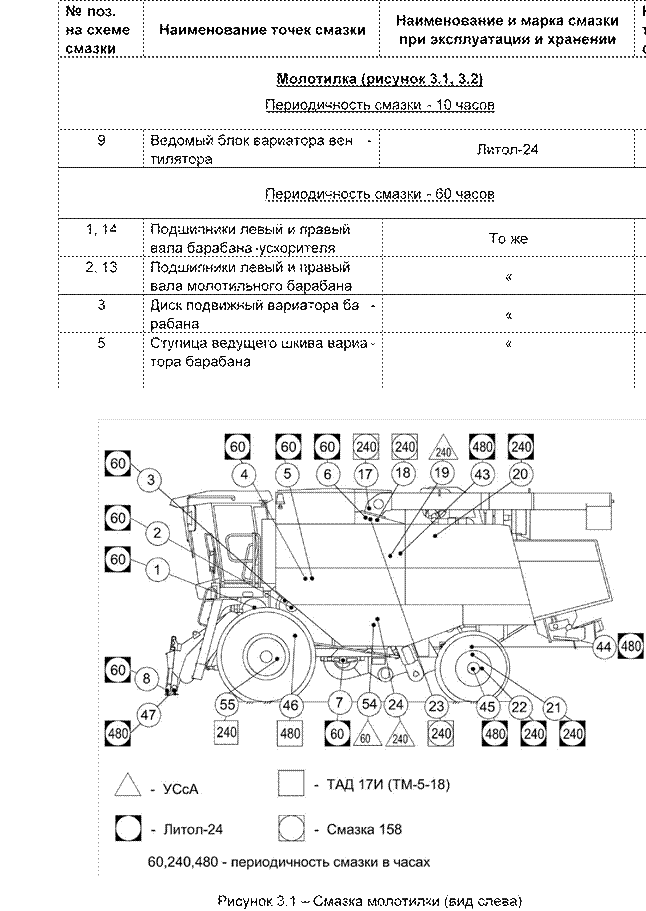 № поз.
на схеме
смазки
Наименование точек смазки
Наименование и марка смазки
при эксплуатации и хранении
Молотилка (рисунок 3.1, 3.2)
Периодичность смазки - 10 часов
9
Ведомый блок вариатора вен -
тилятора
Литол-24
Периодичность смазки - 60 часов
1, 14
Подшипники левый и правый
вала барабана-ускорителя
То же
2, 13
Подшипники левый и правый
вала молотильного барабана
«
3
Диск подвижный вариатора ба -
рабана
«
5
Ступица ведущего шкива вариа -
тора барабана
«
60 60 60 240 240 240 480 240
4 5 6 17 18 19 43 20
60
3
60
2
60
1
60
8
480
47
44 480
55 46 7 54 24 23 45 22 21
240 480 60 60 240 240 480 240 240
- УСсА
- ТАД 17И (ТМ-5-18)
- Литол-24
- Смазка 158
60,240,480 - периодичность смазки в часах
Рисунок 3.1 – Смазка молотилки (вид слева)